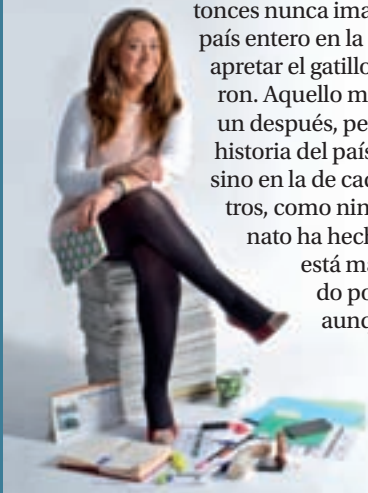 tonces nunca ima
país entero en la
apretar el gatillo
ron. Aquello m
un después, pe
historia del país
sino en la de cad
tros, como nin
nato ha hech
está ma
do po
aunq